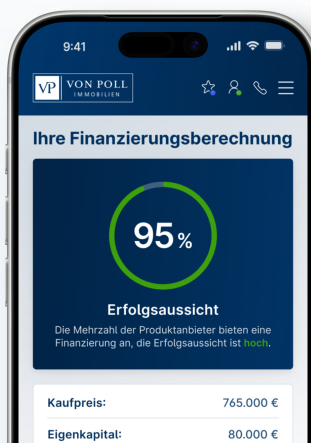 9:41
VP VON POLL
IMMOBILIEN
Ihre Finanzierungsberechnung
95%
Erfolgsaussicht
Die Mehrzahl der Produktanbieter bieten eine
Finanzierung an, die Erfolgsaussicht ist hoch.
Kaufpreis: 765.000 €
Eigenkapital: 80.000 €